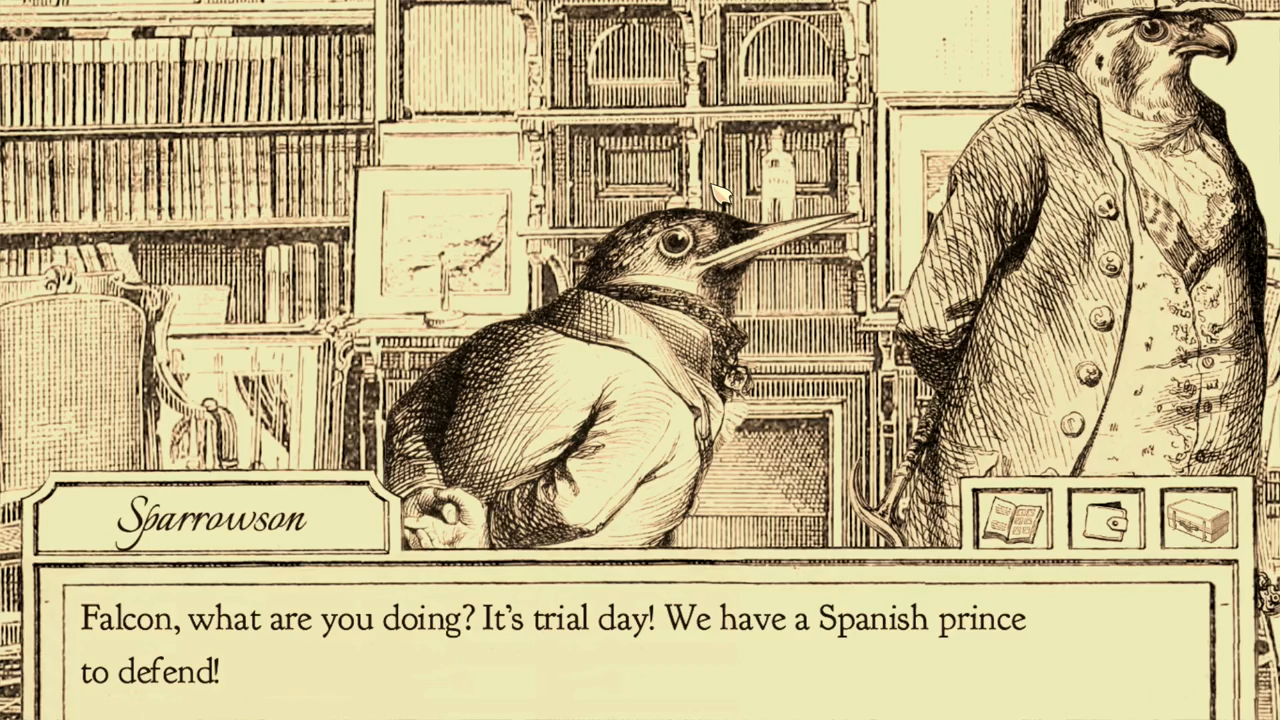 Sparrowson
Falcon, what are you doing? It's trial day! We have a Spanish prince
to defend!